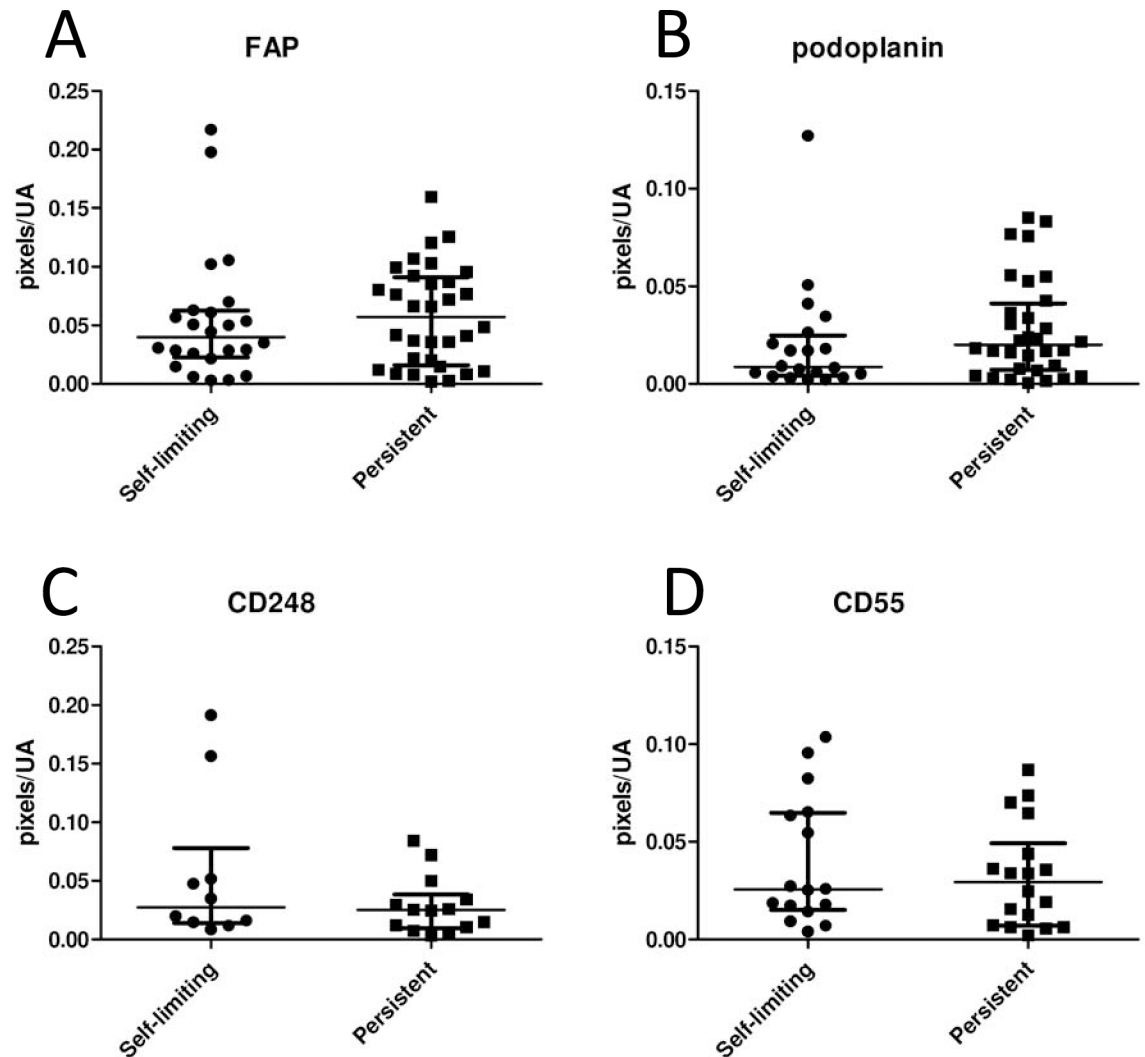 A
FAP
pixels/UA
0.25
0.20
0.15
0.10
0.05
0.00
Self-limiting
Persistent
B
podoplanin
pixels/UA
0.15
0.10
0.05
0.00
Self-limiting
Persistent
C
CD248
pixels/UA
0.25
0.20
0.15
0.10
0.05
0.00
Self-limiting
Persistent
D
CD55
pixels/UA
0.15
0.10
0.05
0.00
Self-limiting
Persistent